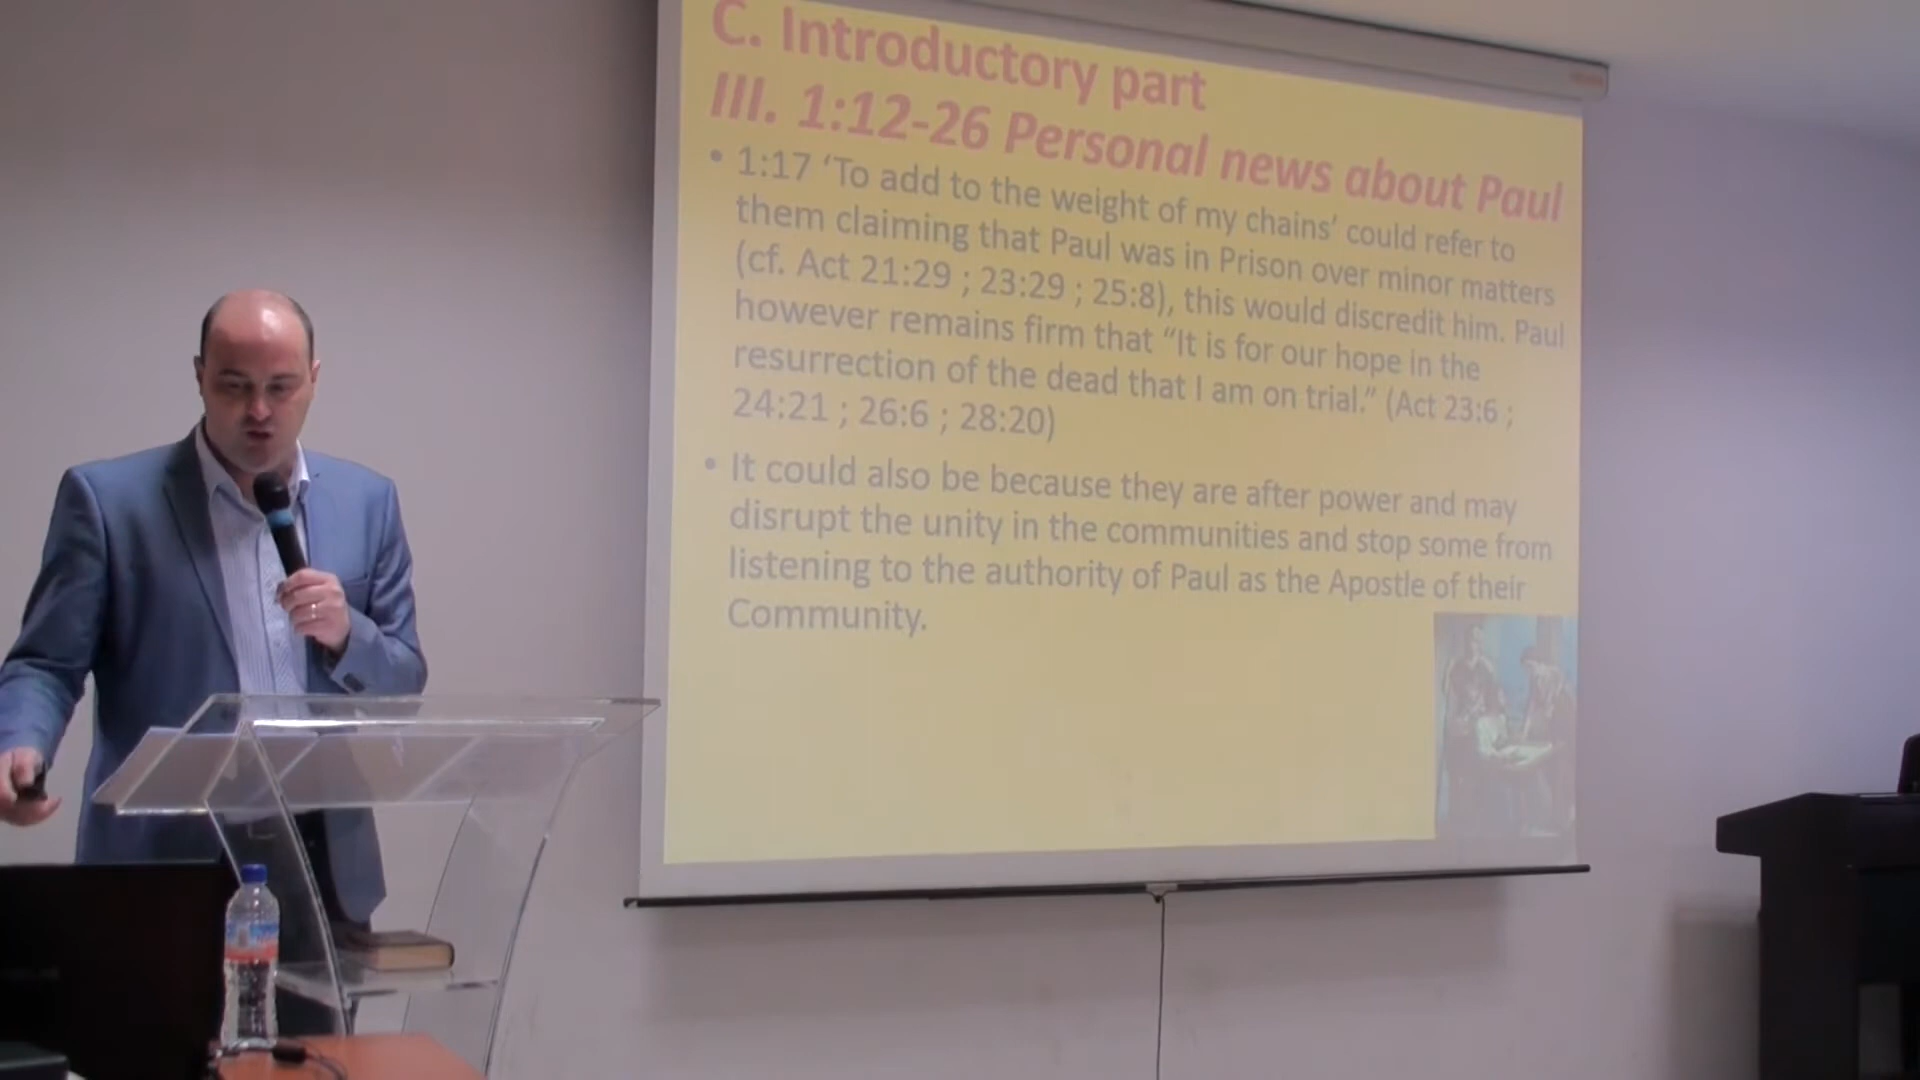 C. Introductory part
III. 1:12-26 Personal news about Paul
• 1:17 ‘To add to the weight of my chains’ could refer to
them claiming that Paul was in Prison over minor matters
(cf. Act 21:29 ; 23:29 ; 25:8), this would discredit him. Paul
however remains firm that “It is for our hope in the
resurrection of the dead that I am on trial.” (Act 23:6 ;
24:21 ; 26:6 ; 28:20)
• It could also be because they are after power and may
disrupt the unity in the communities and stop some from
listening to the authority of Paul as the Apostle of their
Community.